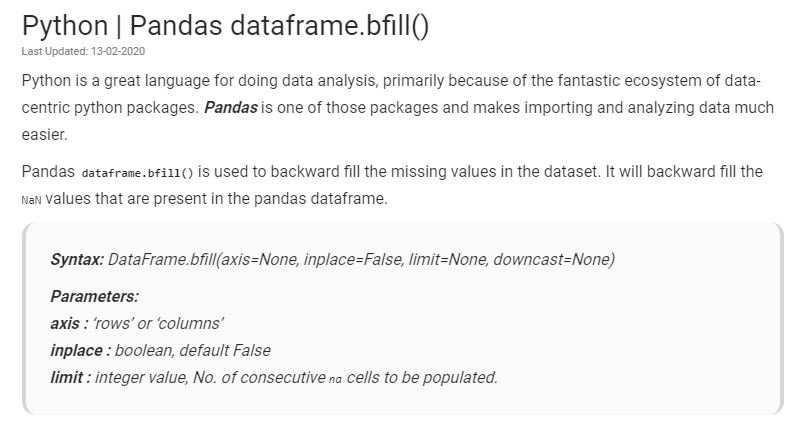 Python | Pandas dataframe.bfill()
Last Updated: 13-02-2020
Python is a great language for doing data analysis, primarily because of the fantastic ecosystem of data-
centric python packages. Pandas is one of those packages and makes importing and analyzing data much
easier.
Pandas dataframe.bfill() is used to backward fill the missing values in the dataset. It will backward fill the
NaN values that are present in the pandas dataframe.
Syntax: DataFrame.bfill(axis=None, inplace=False, limit=None, downcast=None)
Parameters:
axis : ‘rows’ or ‘columns’
inplace : boolean, default False
limit : integer value, No. of consecutive na cells to be populated.